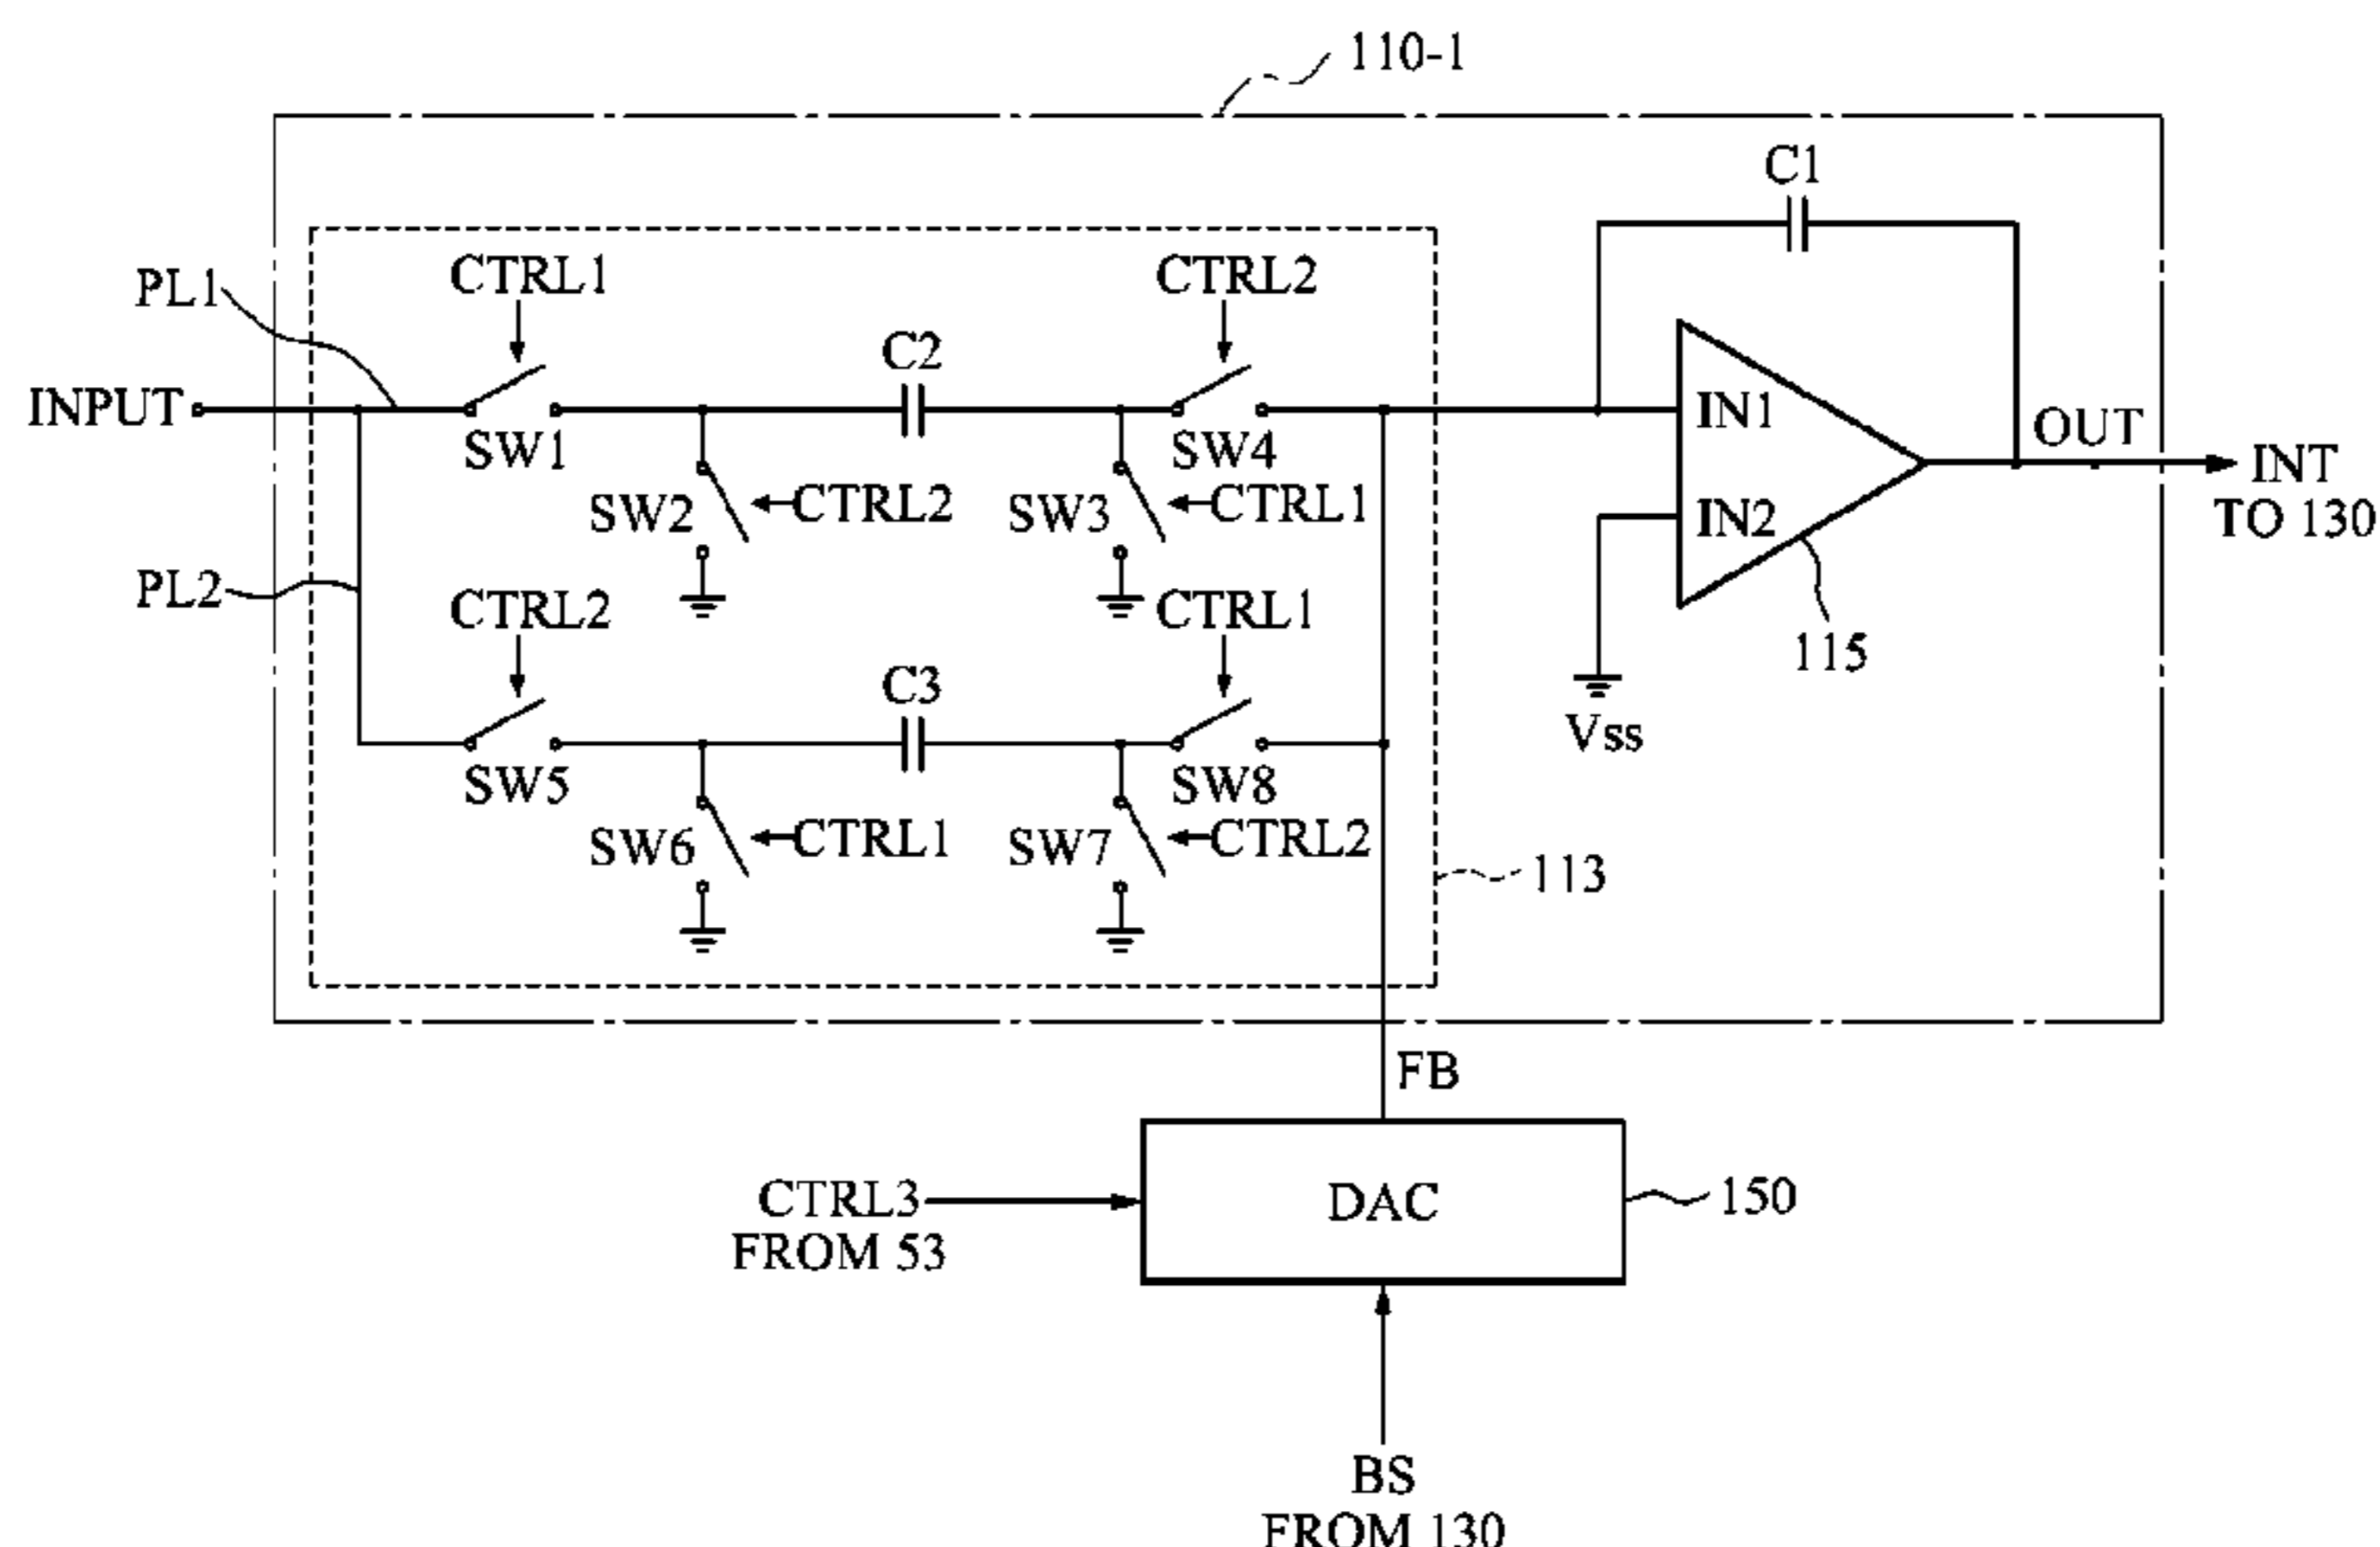 110-1
C1
PL1
CTRL1
CTRL2
C2
INPUT
SW1
SW4
IN1
OUT
INT
TO 130
SW2
CTRL2
SW3
CTRL1
IN2
PL2
CTRL2
CTRL1
115
C3
Vss
SW5
SW8
SW6
CTRL1
SW7
CTRL2
113
FB
CTRL3
FROM 53
DAC
150
BS
FROM 130